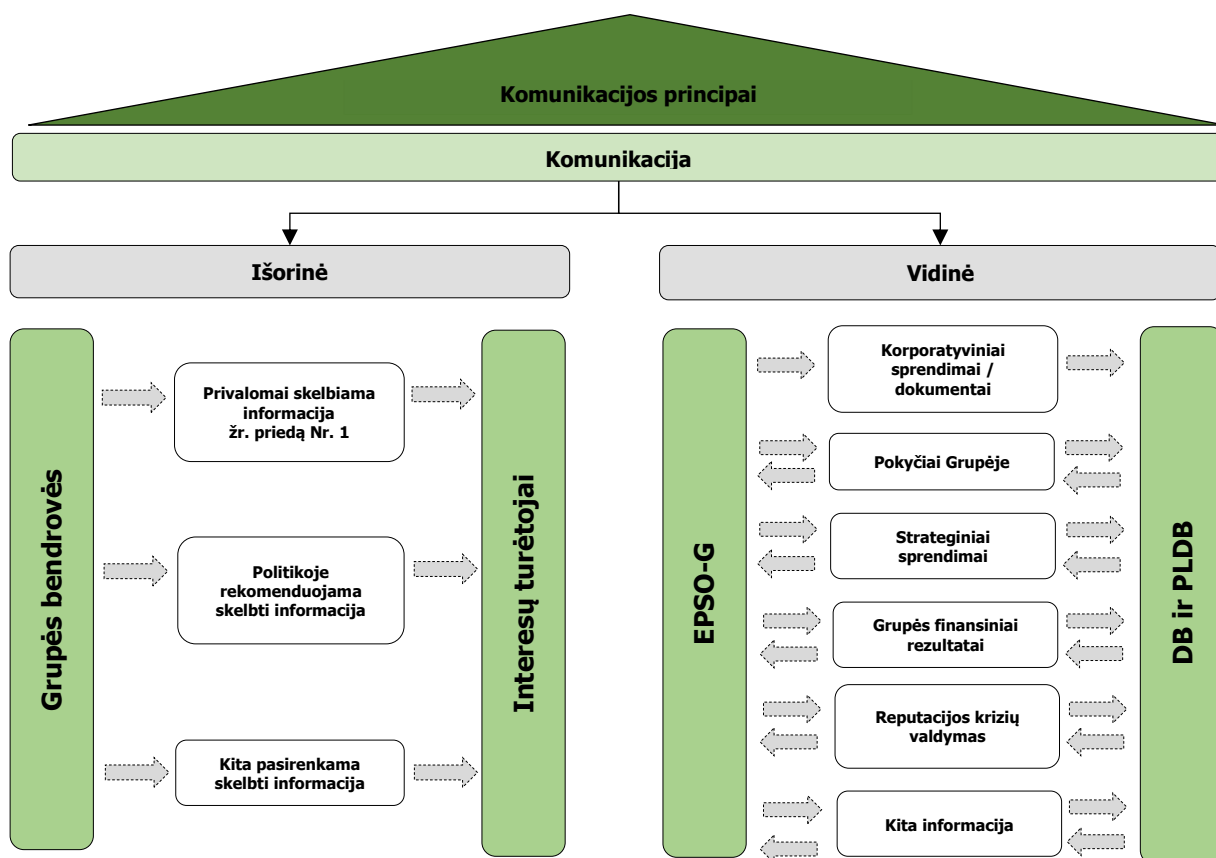 Komunikacijos principai
Komunikacija
Išorinė
Vidinė
Grupės bendrovės
Privalomai skelbiama
informacija
žr. priedą Nr. 1
Politikoje
rekomenduojama
skelbti informacija
Kita pasirenkama
skelbti informacija
Interesų turėtojai
EPSO-G
Korporatyviniai
sprendimai /
dokumentai
Pokyčiai Grupėje
Strateginiai
sprendimai
Grupės finansiniai
rezultatai
Reputacijos krizių
valdymas
Kita informacija
DB ir PLDB